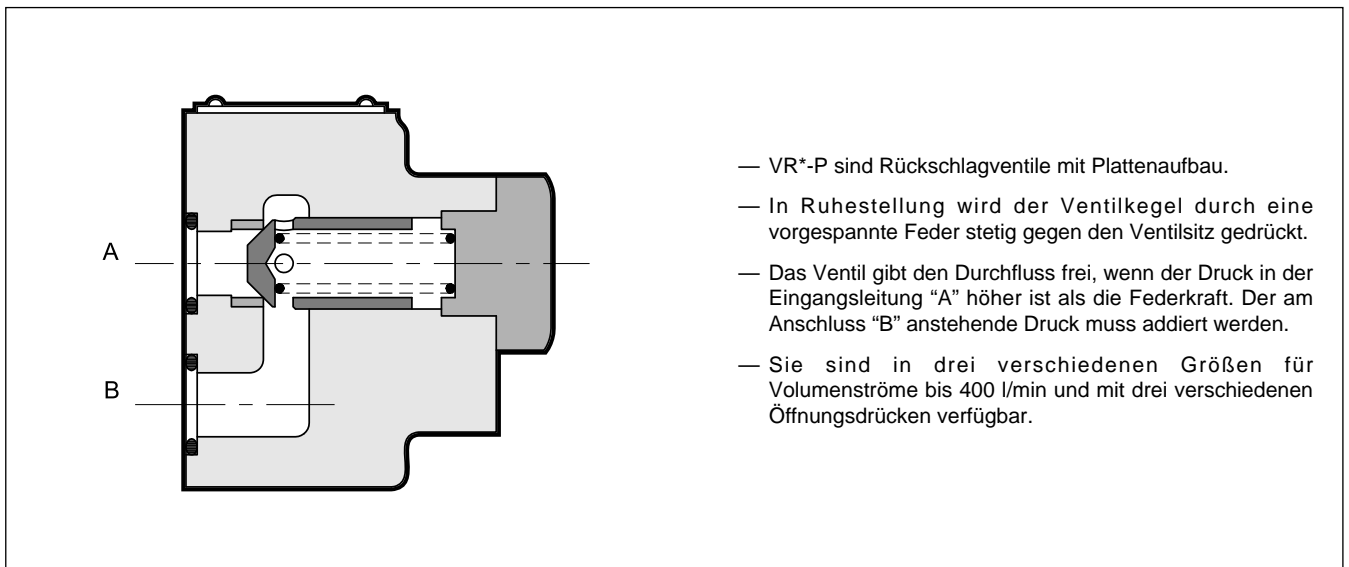 A
B
— VR*-P sind Rückschlagventile mit Plattenaufbau.
— In Ruhestellung wird der Ventilkegel durch eine
vorgespannte Feder stetig gegen den Ventilsitz gedrückt.
— Das Ventil gibt den Durchfluss frei, wenn der Druck in der
Eingangsleitung “A” höher ist als die Federkraft. Der am
Anschluss “B” anstehende Druck muss addiert werden.
— Sie sind in drei verschiedenen Größen für
Volumenströme bis 400 l/min und mit drei verschiedenen
Öffnungsdrücken verfügbar.